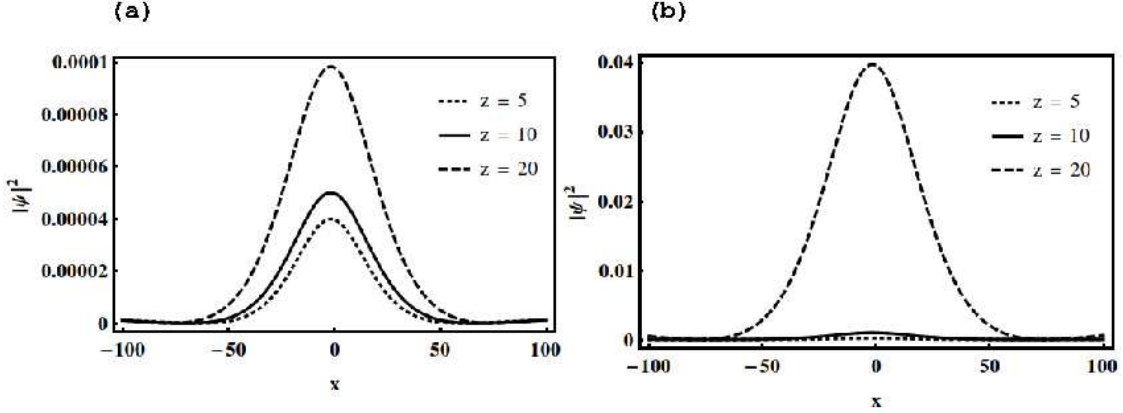 (a)
0.0001
0.00008
0.00006
0.00004
0.00002
0
−100 −50 0 50 100
x
|ψ|²
z = 5
z = 10
z = 20
(b)
0.04
0.03
0.02
0.01
0
−100 −50 0 50 100
x
|ψ|²
z = 5
z = 10
z = 20